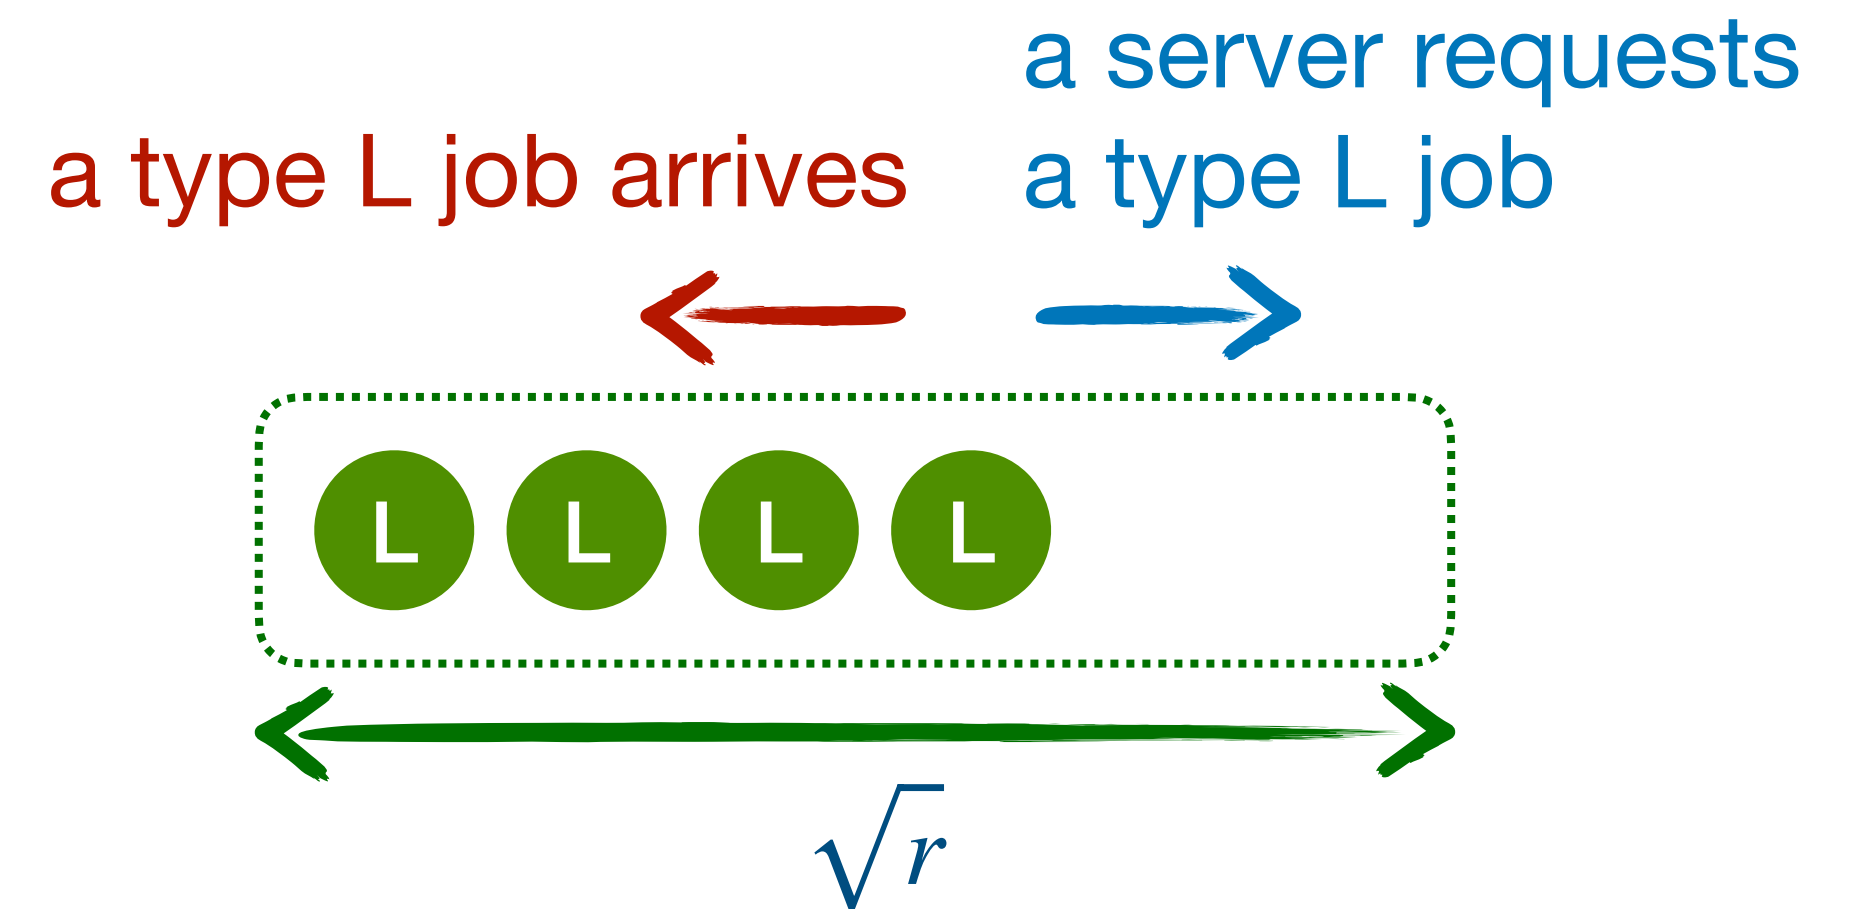 a server requests
a type L job arrives
a type L job
L L L L
√r